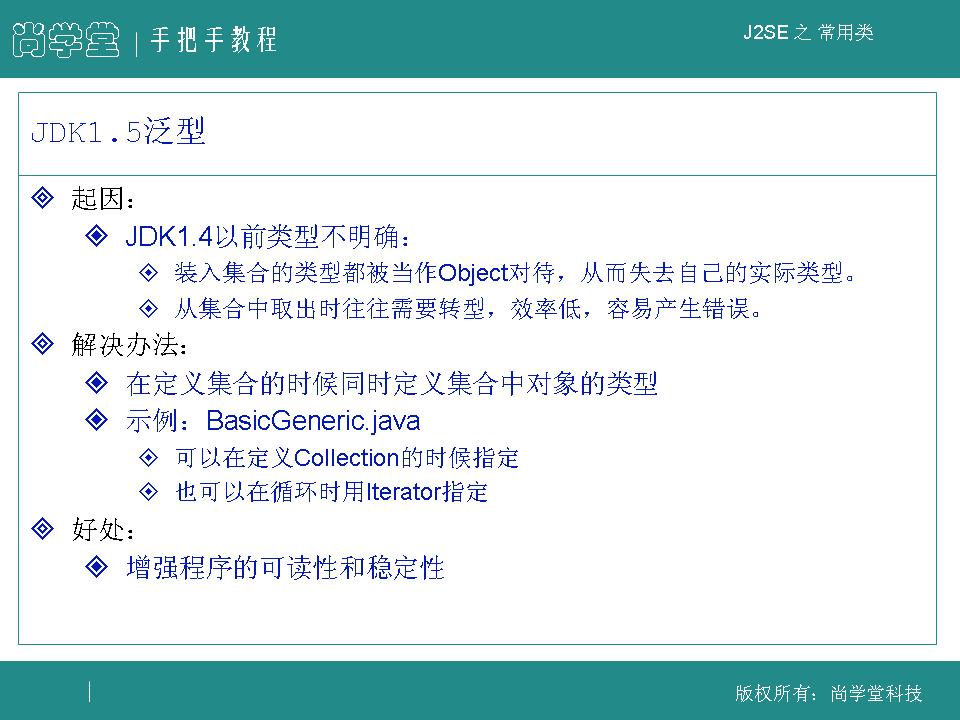 尚学堂 | 手把手教程
J2SE 之 常用类
JDK1.5泛型
起因：
JDK1.4以前类型不明确：
装入集合的类型都被当作Object对待，从而失去自己的实际类型。
从集合中取出时往往需要转型，效率低，容易产生错误。
解决办法：
在定义集合的时候同时定义集合中对象的类型
示例：BasicGeneric.java
可以在定义Collection的时候指定
也可以在循环时用Iterator指定
好处：
增强程序的可读性和稳定性
版权所有：尚学堂科技